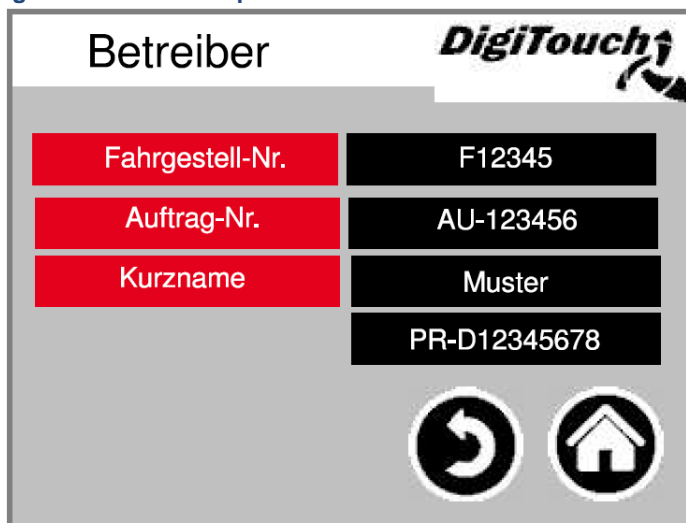 Betreiber
DigiTouch
Fahrgestell-Nr. F12345
Auftrag-Nr. AU-123456
Kurzname Muster
PR-D12345678